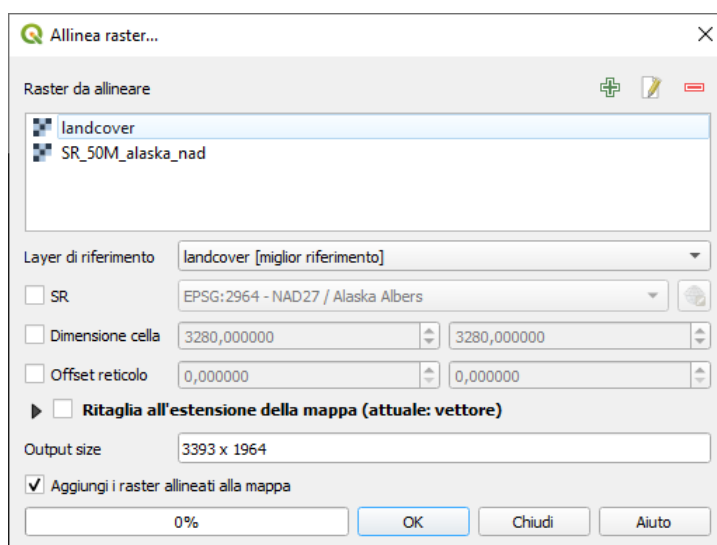 Allinea raster...
Raster da allineare
landcover
SR_50M_alaska_nad
Layer di riferimento landcover [miglior riferimento]
SR EPSG:2964 - NAD27 / Alaska Albers
Dimensione cella 3280,000000 3280,000000
Offset reticolo 0,000000 0,000000
Ritaglia all'estensione della mappa (attuale: vettore)
Output size 3393 x 1964
Aggiungi i raster allineati alla mappa
0% OK Chiudi Aiuto